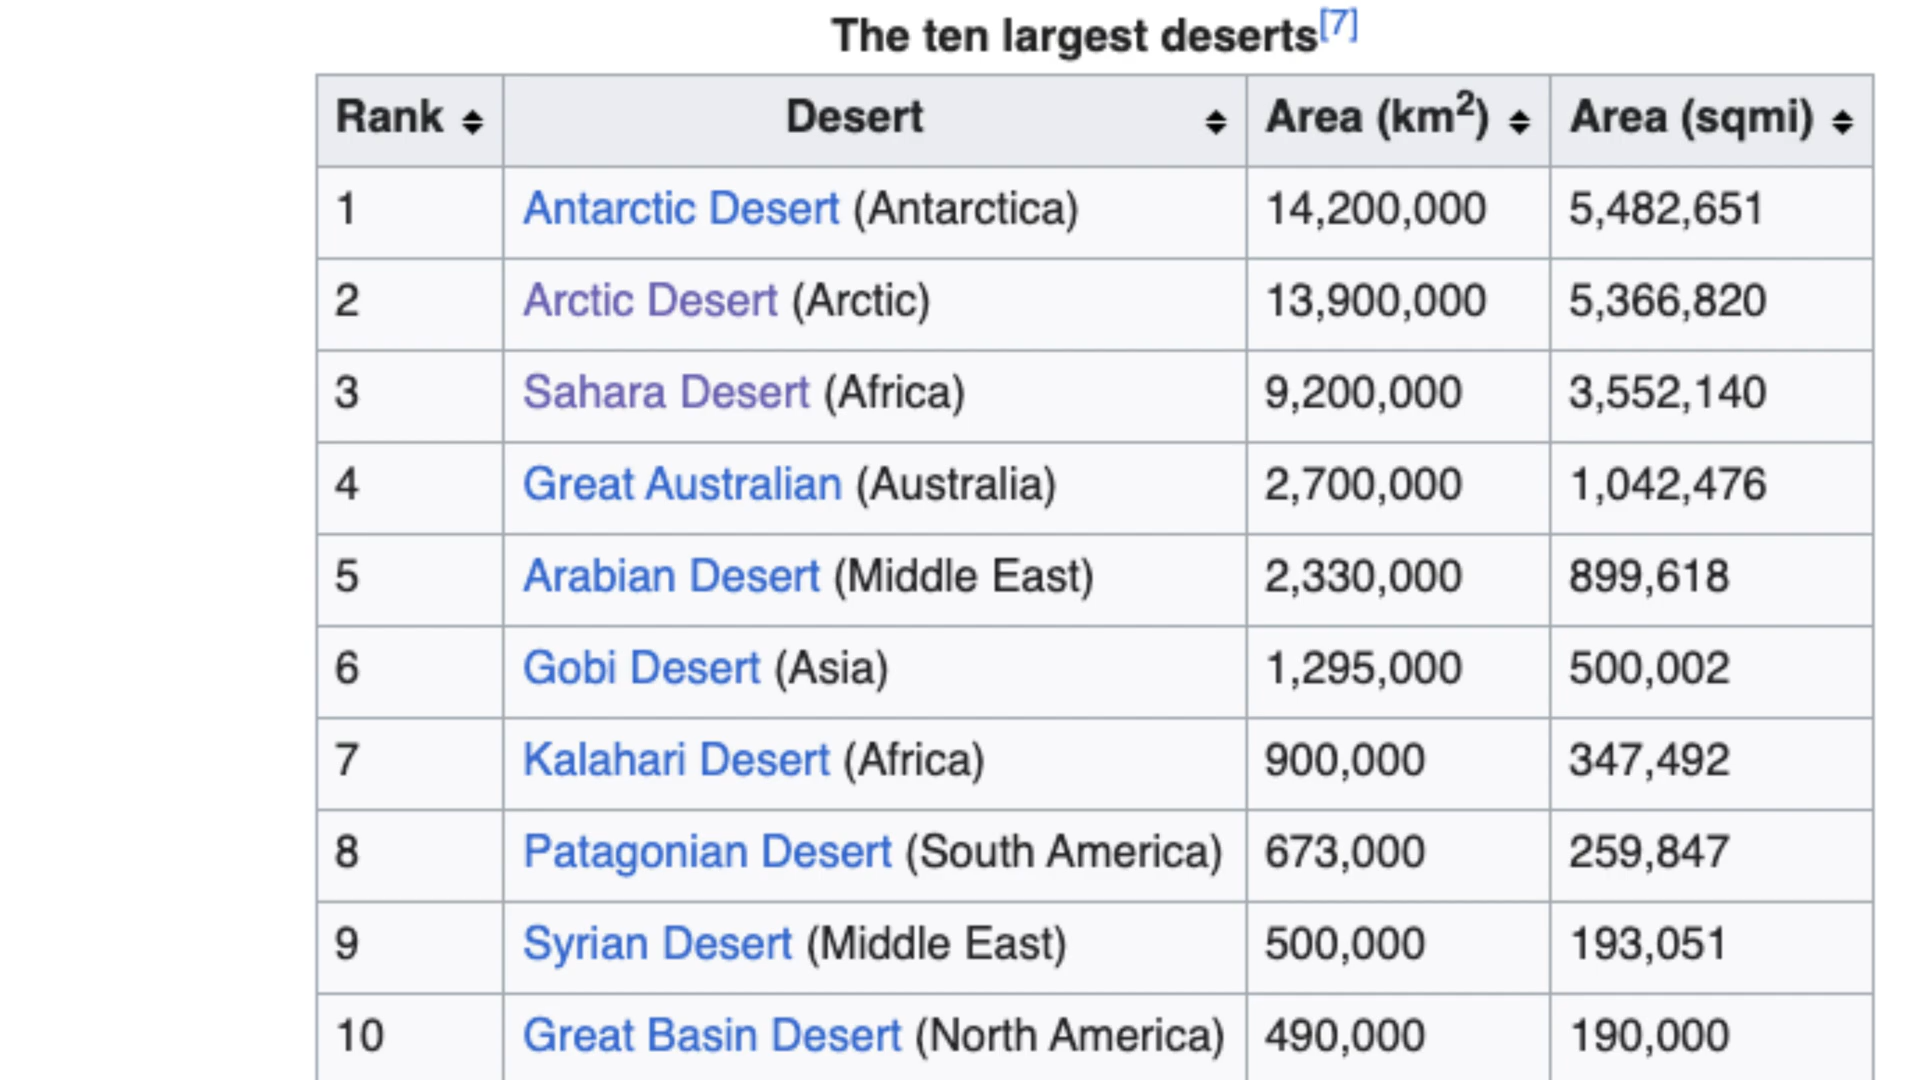 The ten largest deserts[7]
Rank Desert Area (km²) Area (sqmi)
1 Antarctic Desert (Antarctica) 14,200,000 5,482,651
2 Arctic Desert (Arctic) 13,900,000 5,366,820
3 Sahara Desert (Africa) 9,200,000 3,552,140
4 Great Australian (Australia) 2,700,000 1,042,476
5 Arabian Desert (Middle East) 2,330,000 899,618
6 Gobi Desert (Asia) 1,295,000 500,002
7 Kalahari Desert (Africa) 900,000 347,492
8 Patagonian Desert (South America) 673,000 259,847
9 Syrian Desert (Middle East) 500,000 193,051
10 Great Basin Desert (North America) 490,000 190,000